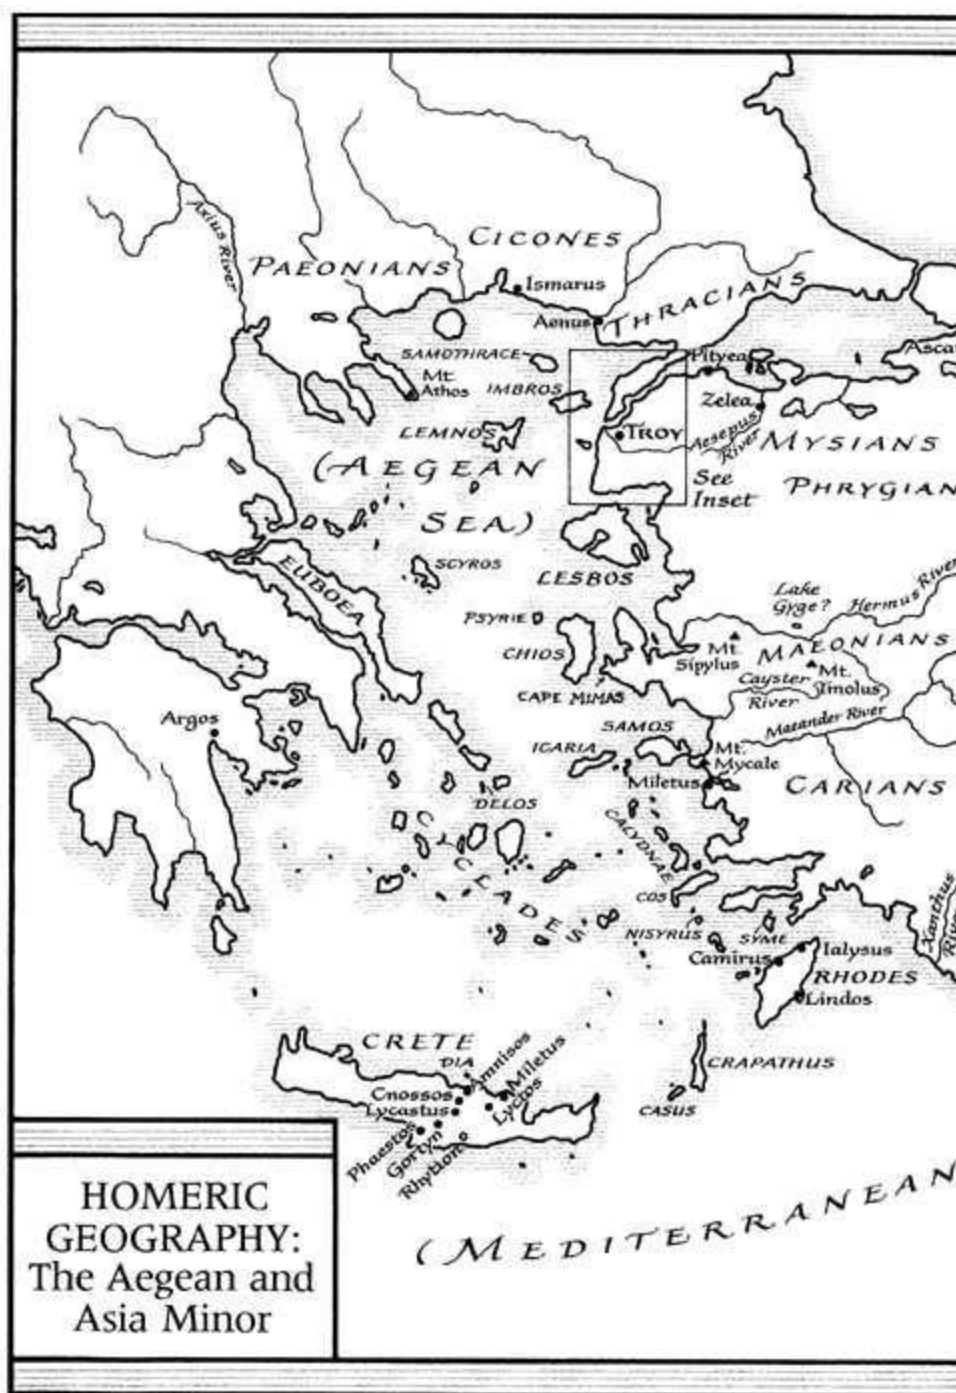 CICONES
PAEONIANS
Axius River
Ismarus
Aenus
THRACIANS
SAMOTHRACE
Mt.
Athos
IMBROS
Pityea
Asca
Zelea
LEMNOS
TROY
Aesepus
River
MYSIANS
(AEGEAN
SEA)
See
Inset
PHRYGIAN
EUBOEA
SCYROS
LESBOS
PSYRIE
Lake
Gyge?
Hermus River
CHIOS
Mt.
Sipylus
MAEONIANS
Mt.
Tmolus
Cayster
River
CAPE MIMAS
Argos
SAMOS
Maeander River
ICARIA
Mt.
Mycale
Miletus
CARIANS
DELOS
CYCLADES
CALYDNAE
COS
NISYRUS
SYME
Xanthus
River
Camirus
Ialysus
RHODES
Lindos
CRETE
DIA
Amnisos
Miletus
Cnossos
Lycastus
Lyctos
Phaestos
Gortyn
Rhytion
CRAPATHUS
CASUS
(MEDITERRANEAN
HOMERIC
GEOGRAPHY:
The Aegean and
Asia Minor